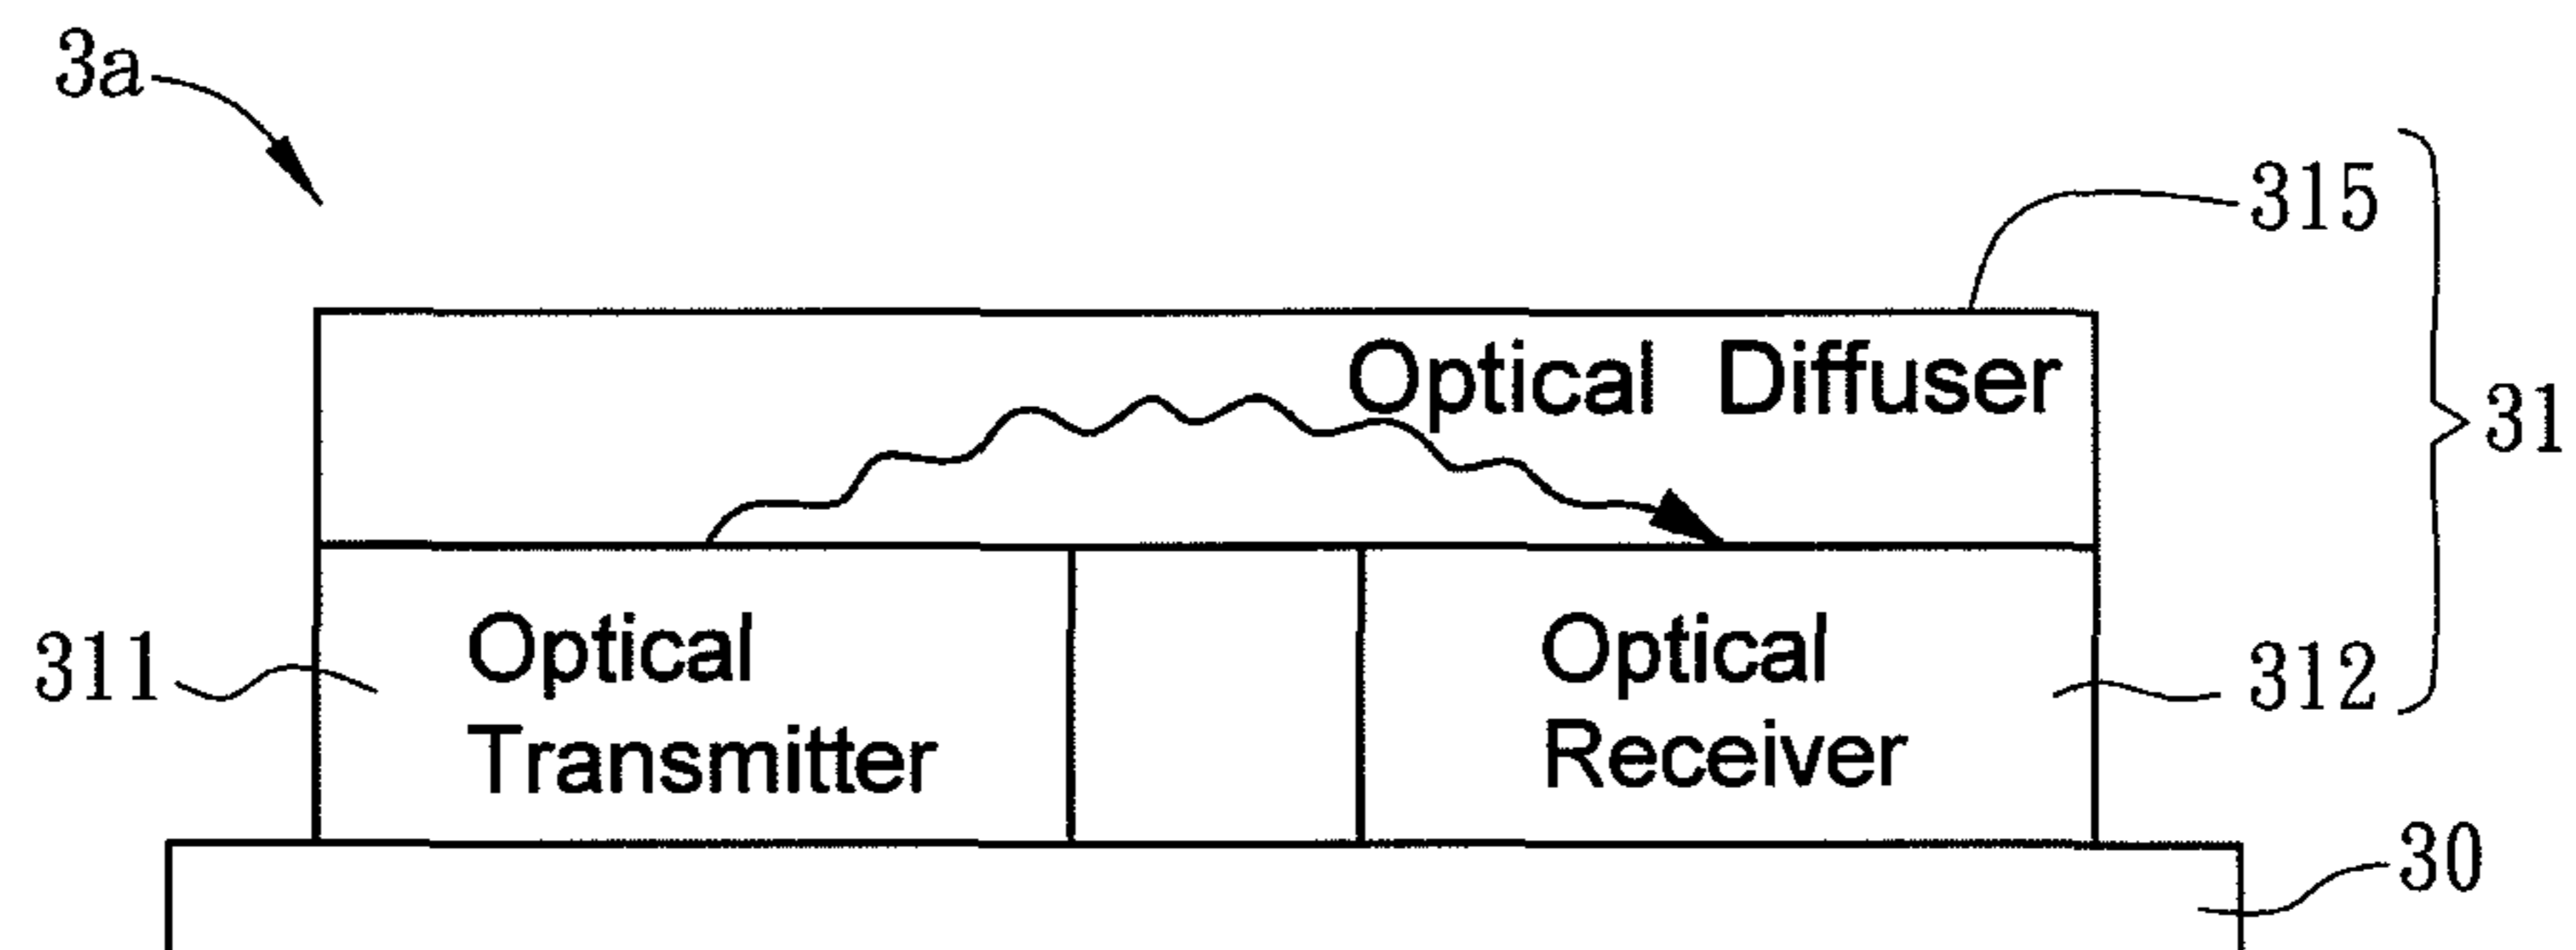 3a
315
Optical Diffuser
31
Optical
Transmitter
Optical
Receiver
311
312
30